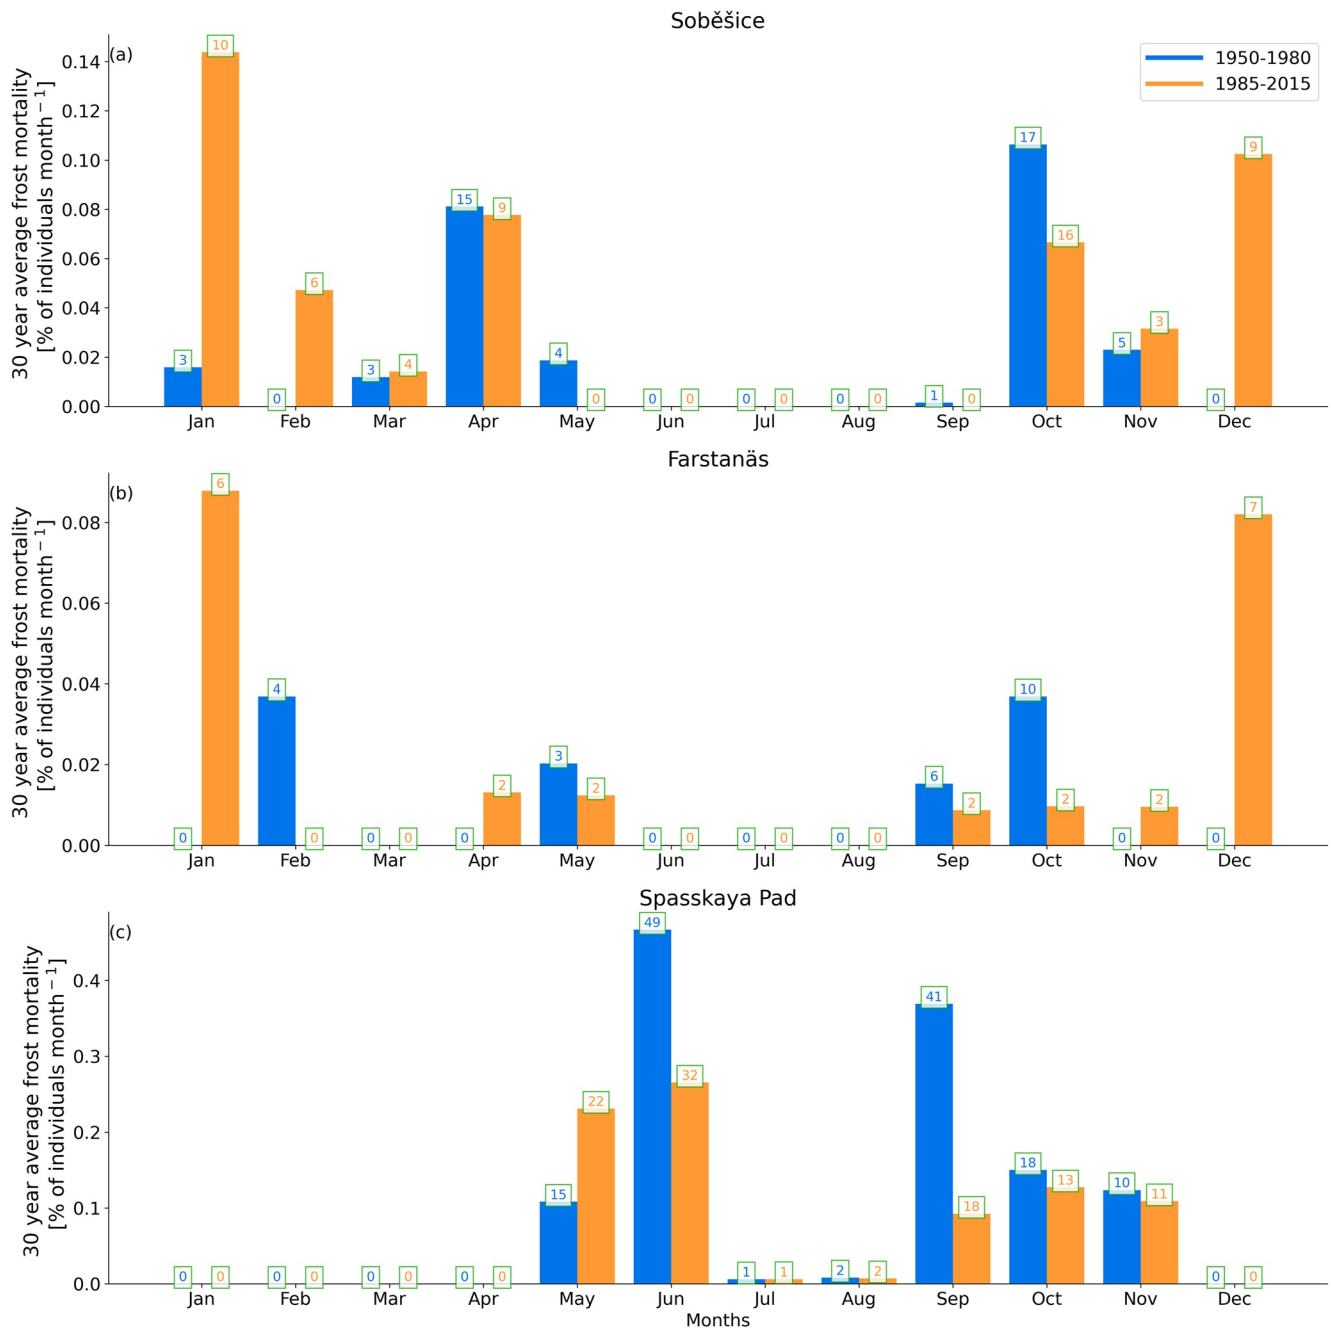 Soběšice
(a)
1950-1980
1985-2015
30 year average frost mortality
[% of individuals month⁻¹]
0.14
0.12
0.10
0.08
0.06
0.04
0.02
0.00
3 10 0 6 3 4 15 9 4 0 0 0 0 0 0 0 1 0 17 16 5 3 0 9
Jan Feb Mar Apr May Jun Jul Aug Sep Oct Nov Dec
Farstanäs
(b)
30 year average frost mortality
[% of individuals month⁻¹]
0.08
0.06
0.04
0.02
0.00
0 6 4 0 0 0 0 2 3 2 0 0 0 0 0 0 6 2 10 2 0 2 0 7
Jan Feb Mar Apr May Jun Jul Aug Sep Oct Nov Dec
Spasskaya Pad
(c)
30 year average frost mortality
[% of individuals month⁻¹]
0.4
0.3
0.2
0.1
0.0
0 0 0 0 0 0 0 0 15 22 49 32 1 1 2 2 41 18 18 13 10 11 0 0
Jan Feb Mar Apr May Jun Jul Aug Sep Oct Nov Dec
Months